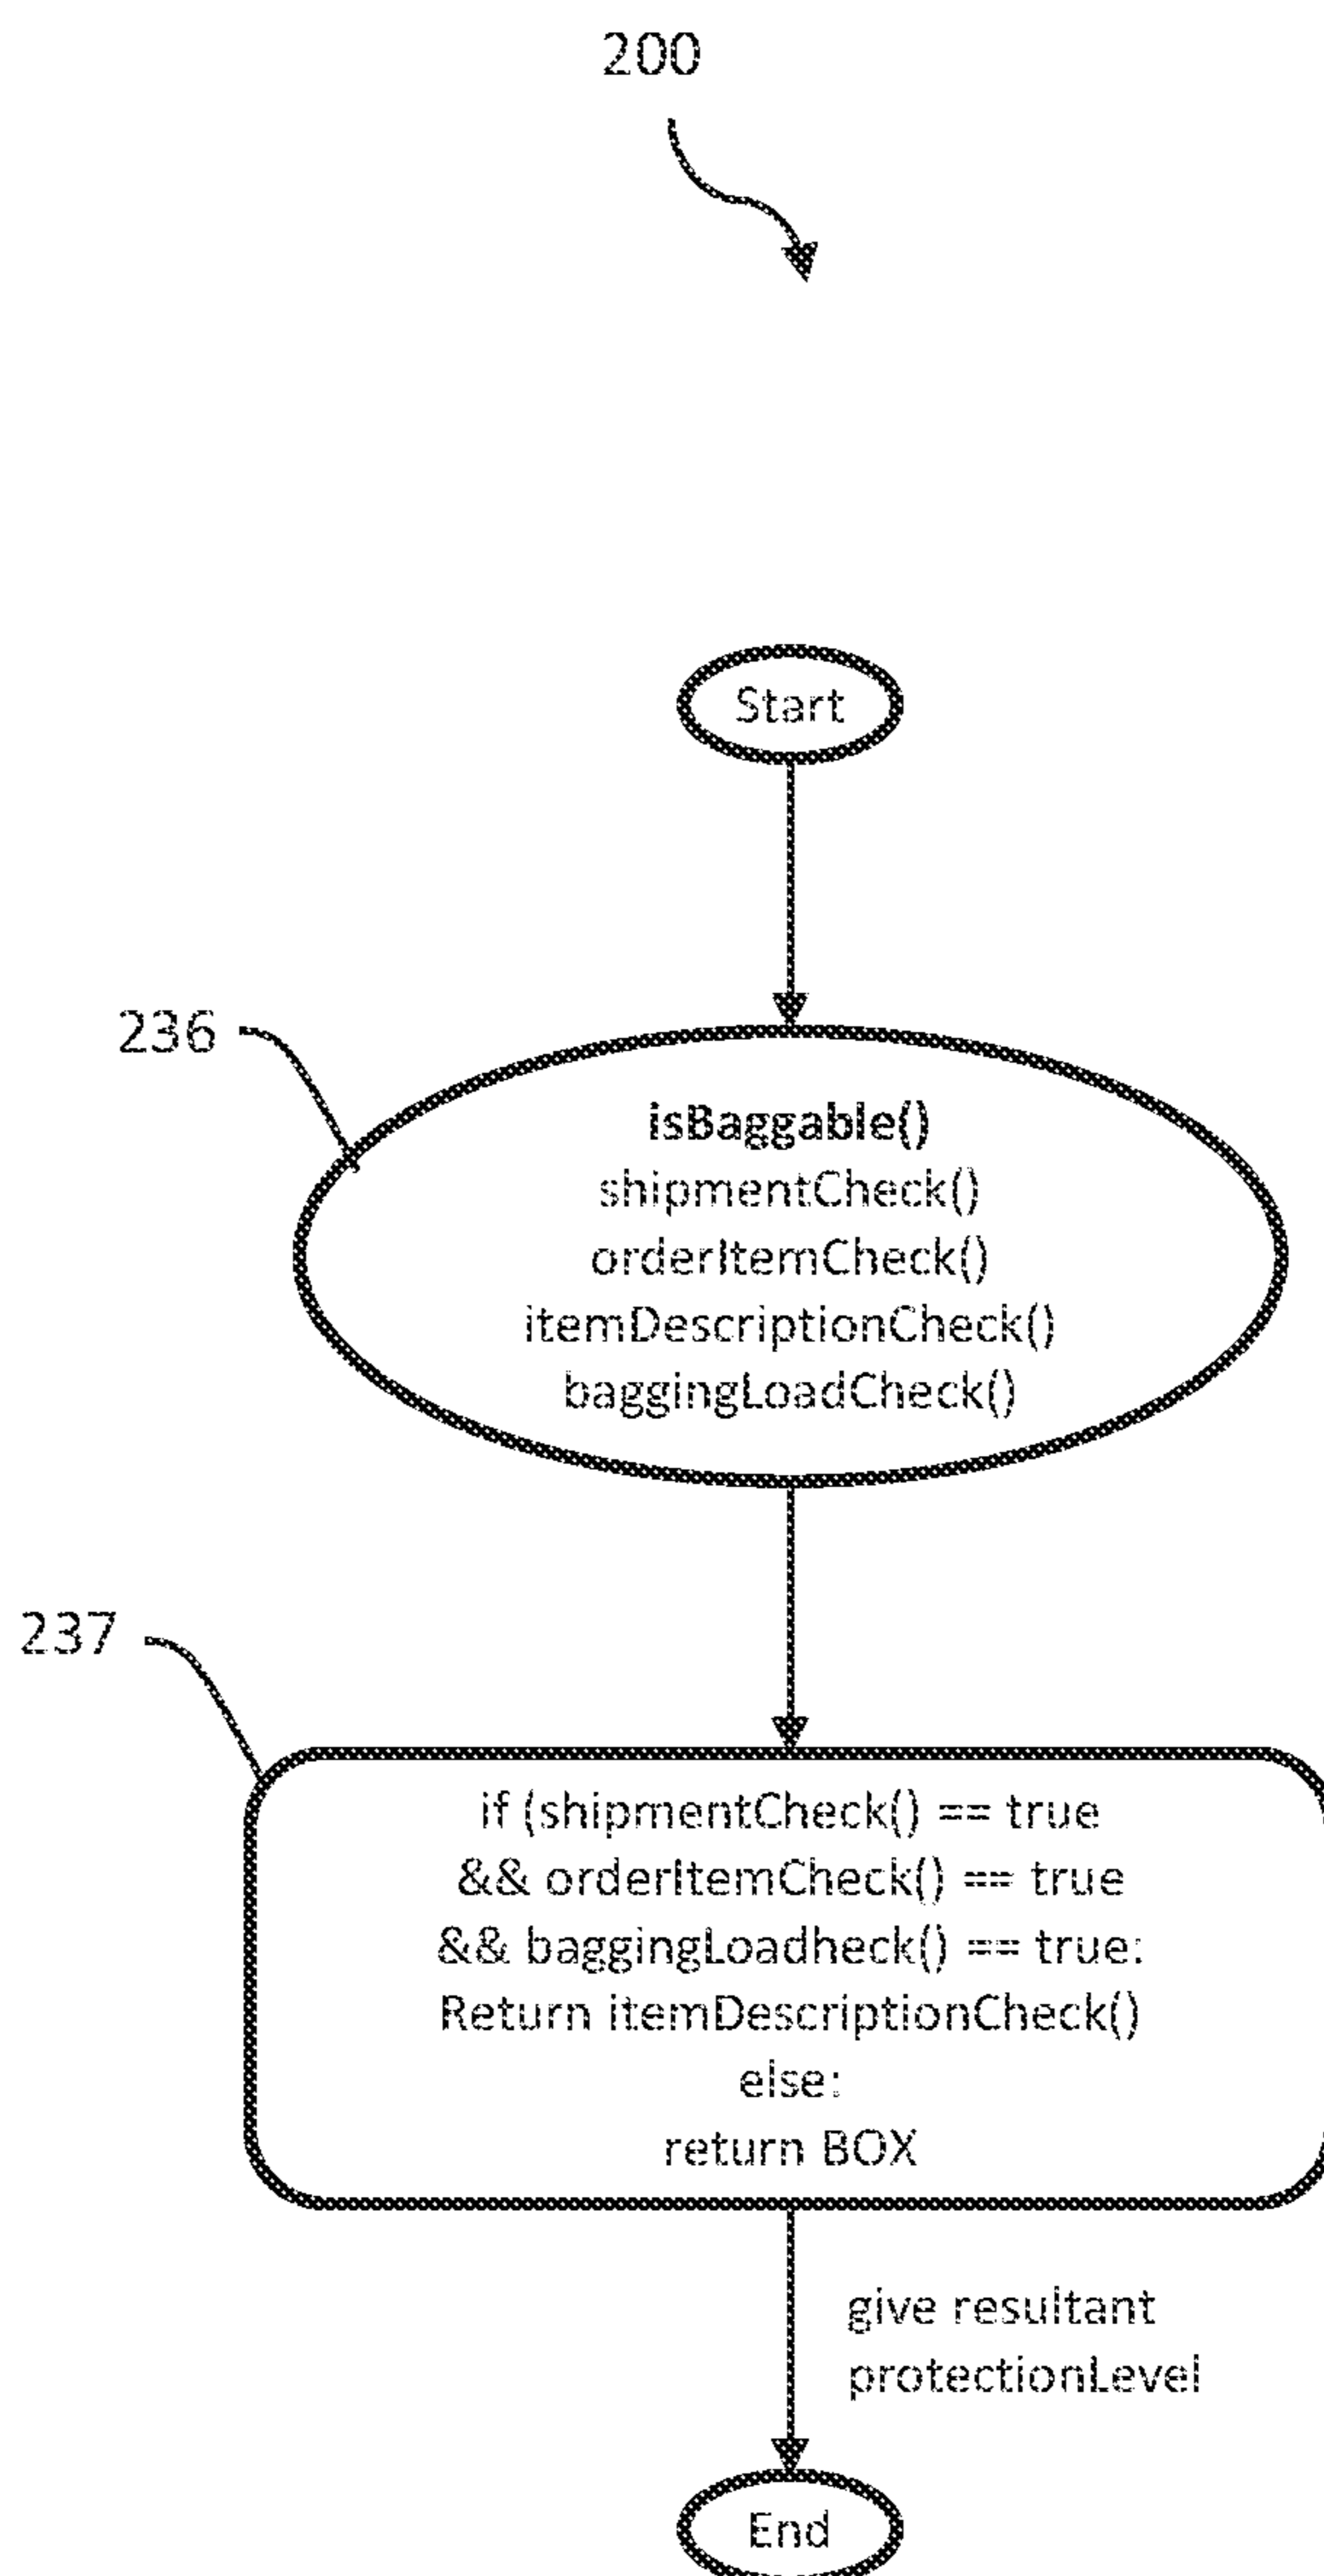 200
Start
236
isBaggable()
shipmentCheck()
orderItemCheck()
itemDescriptionCheck()
baggingLoadCheck()
237
if (shipmentCheck() == true
&& orderItemCheck() == true
&& baggingLoadheck() == true:
Return itemDescriptionCheck()
else:
return BOX
give resultant
protectionLevel
End